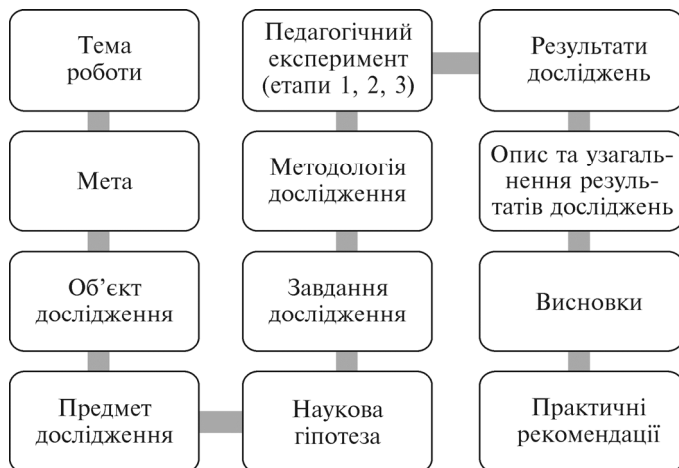 Тема
роботи
Мета
Об’єкт
дослідження
Предмет
дослідження
Педагогічний
експеримент
(етапи 1, 2, 3)
Методологія
дослідження
Завдання
дослідження
Наукова
гіпотеза
Результати
досліджень
Опис та узагаль-
нення резуль-
татів досліджень
Висновки
Практичні
рекомендації